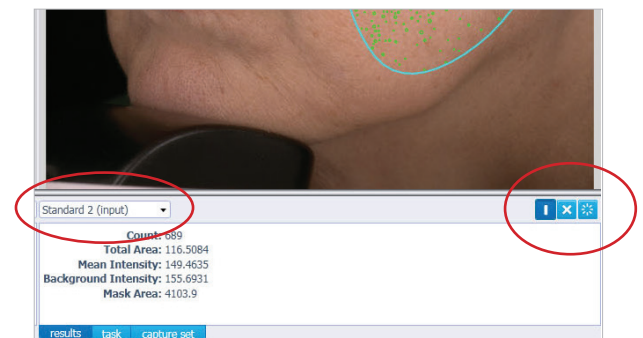 Standard 2 (input)
Count: 689
Total Area: 116.5084
Mean Intensity: 149.4635
Background Intensity: 155.6931
Mask Area: 4103.9
results task capture set